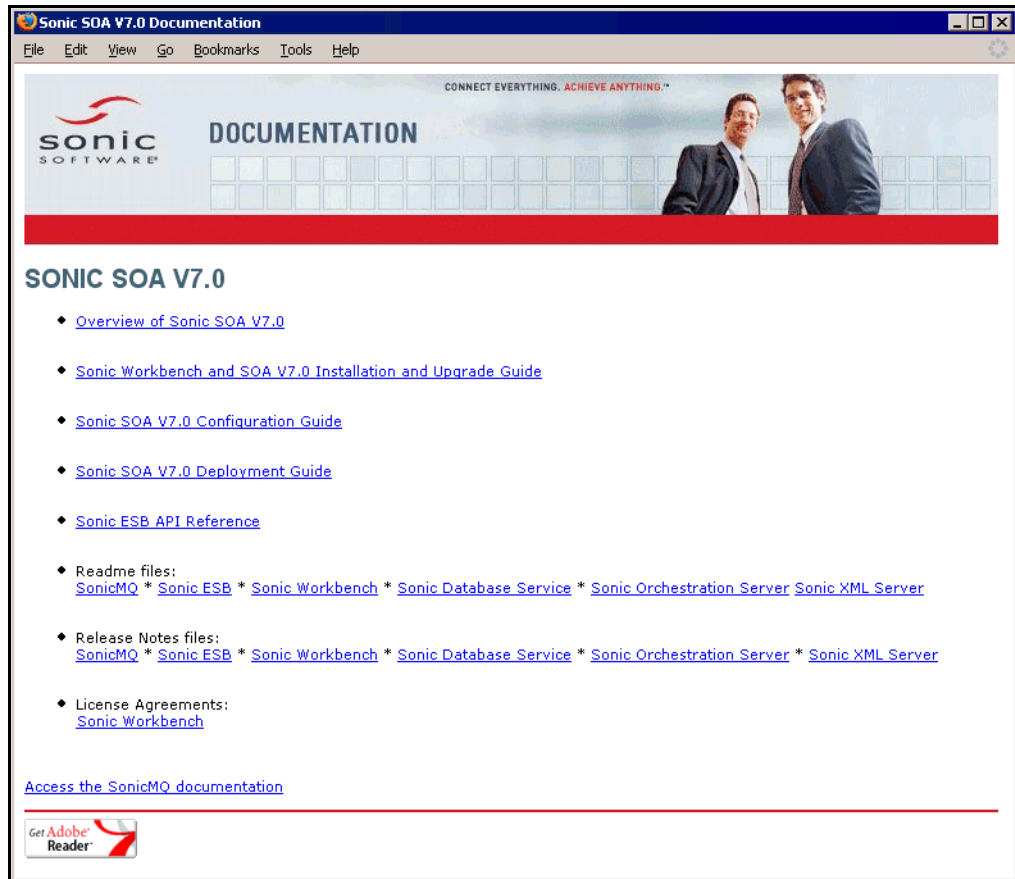 Sonic SOA V7.0 Documentation
File Edit View Go Bookmarks Tools Help
CONNECT EVERYTHING. ACHIEVE ANYTHING.™
sonic
SOFTWARE®
DOCUMENTATION
SONIC SOA V7.0
Overview of Sonic SOA V7.0
Sonic Workbench and SOA V7.0 Installation and Upgrade Guide
Sonic SOA V7.0 Configuration Guide
Sonic SOA V7.0 Deployment Guide
Sonic ESB API Reference
Readme files:
SonicMQ * Sonic ESB * Sonic Workbench * Sonic Database Service * Sonic Orchestration Server Sonic XML Server
Release Notes files:
SonicMQ * Sonic ESB * Sonic Workbench * Sonic Database Service * Sonic Orchestration Server * Sonic XML Server
License Agreements:
Sonic Workbench
Access the SonicMQ documentation
Get Adobe®
Reader®